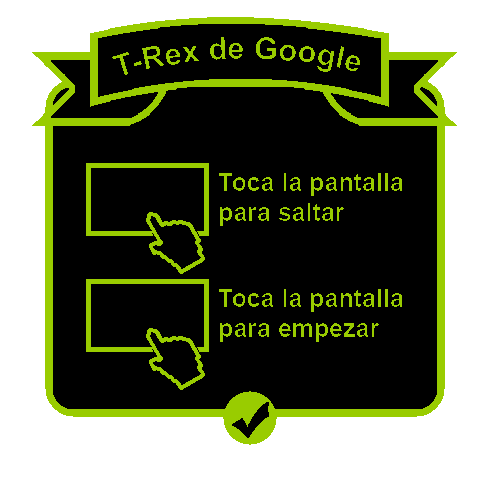 T-Rex de Google
Toca la pantalla
para saltar
Toca la pantalla
para empezar